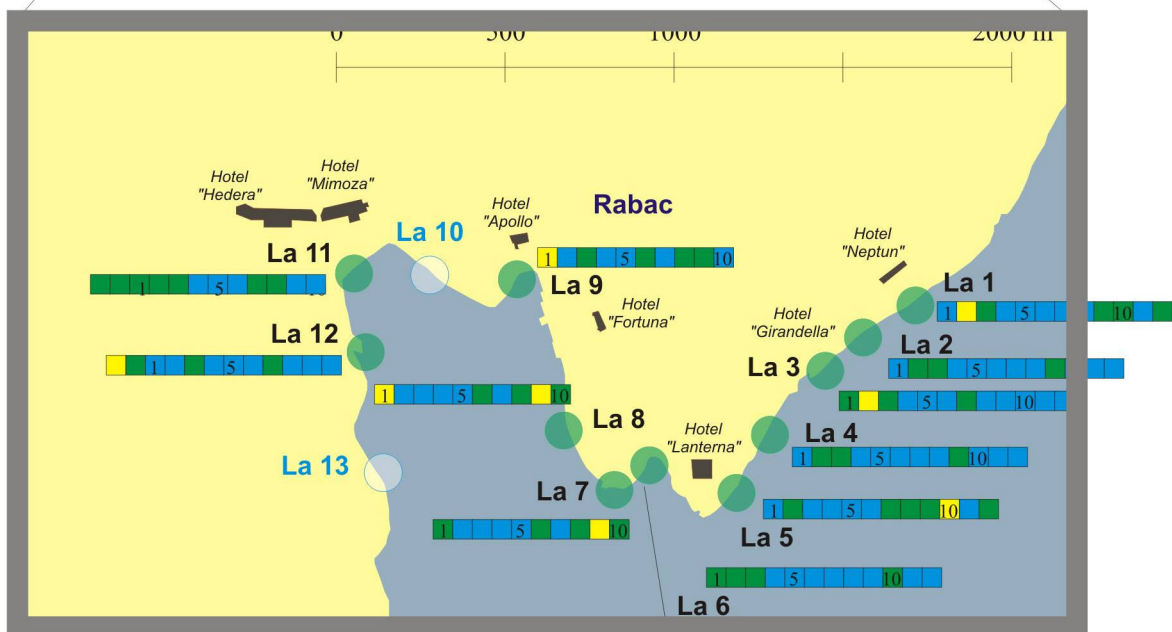 0 500 1000 2000 m
Hotel
"Hedera"
Hotel
"Mimoza"
La 10
Hotel
"Apollo"
Rabac
Hotel
"Neptun"
La 11
1 5 10
1 5
La 9
Hotel
"Fortuna"
La 1
1 5 10
Hotel
"Girandella"
La 12
La 2
1 5
La 3
1 5
1 5 10
1 5 10
La 8
Hotel
"Lanterna"
La 4
1 5 10
La 13
La 7
1 5 10
La 5
1 5 10
1 5 10
La 6